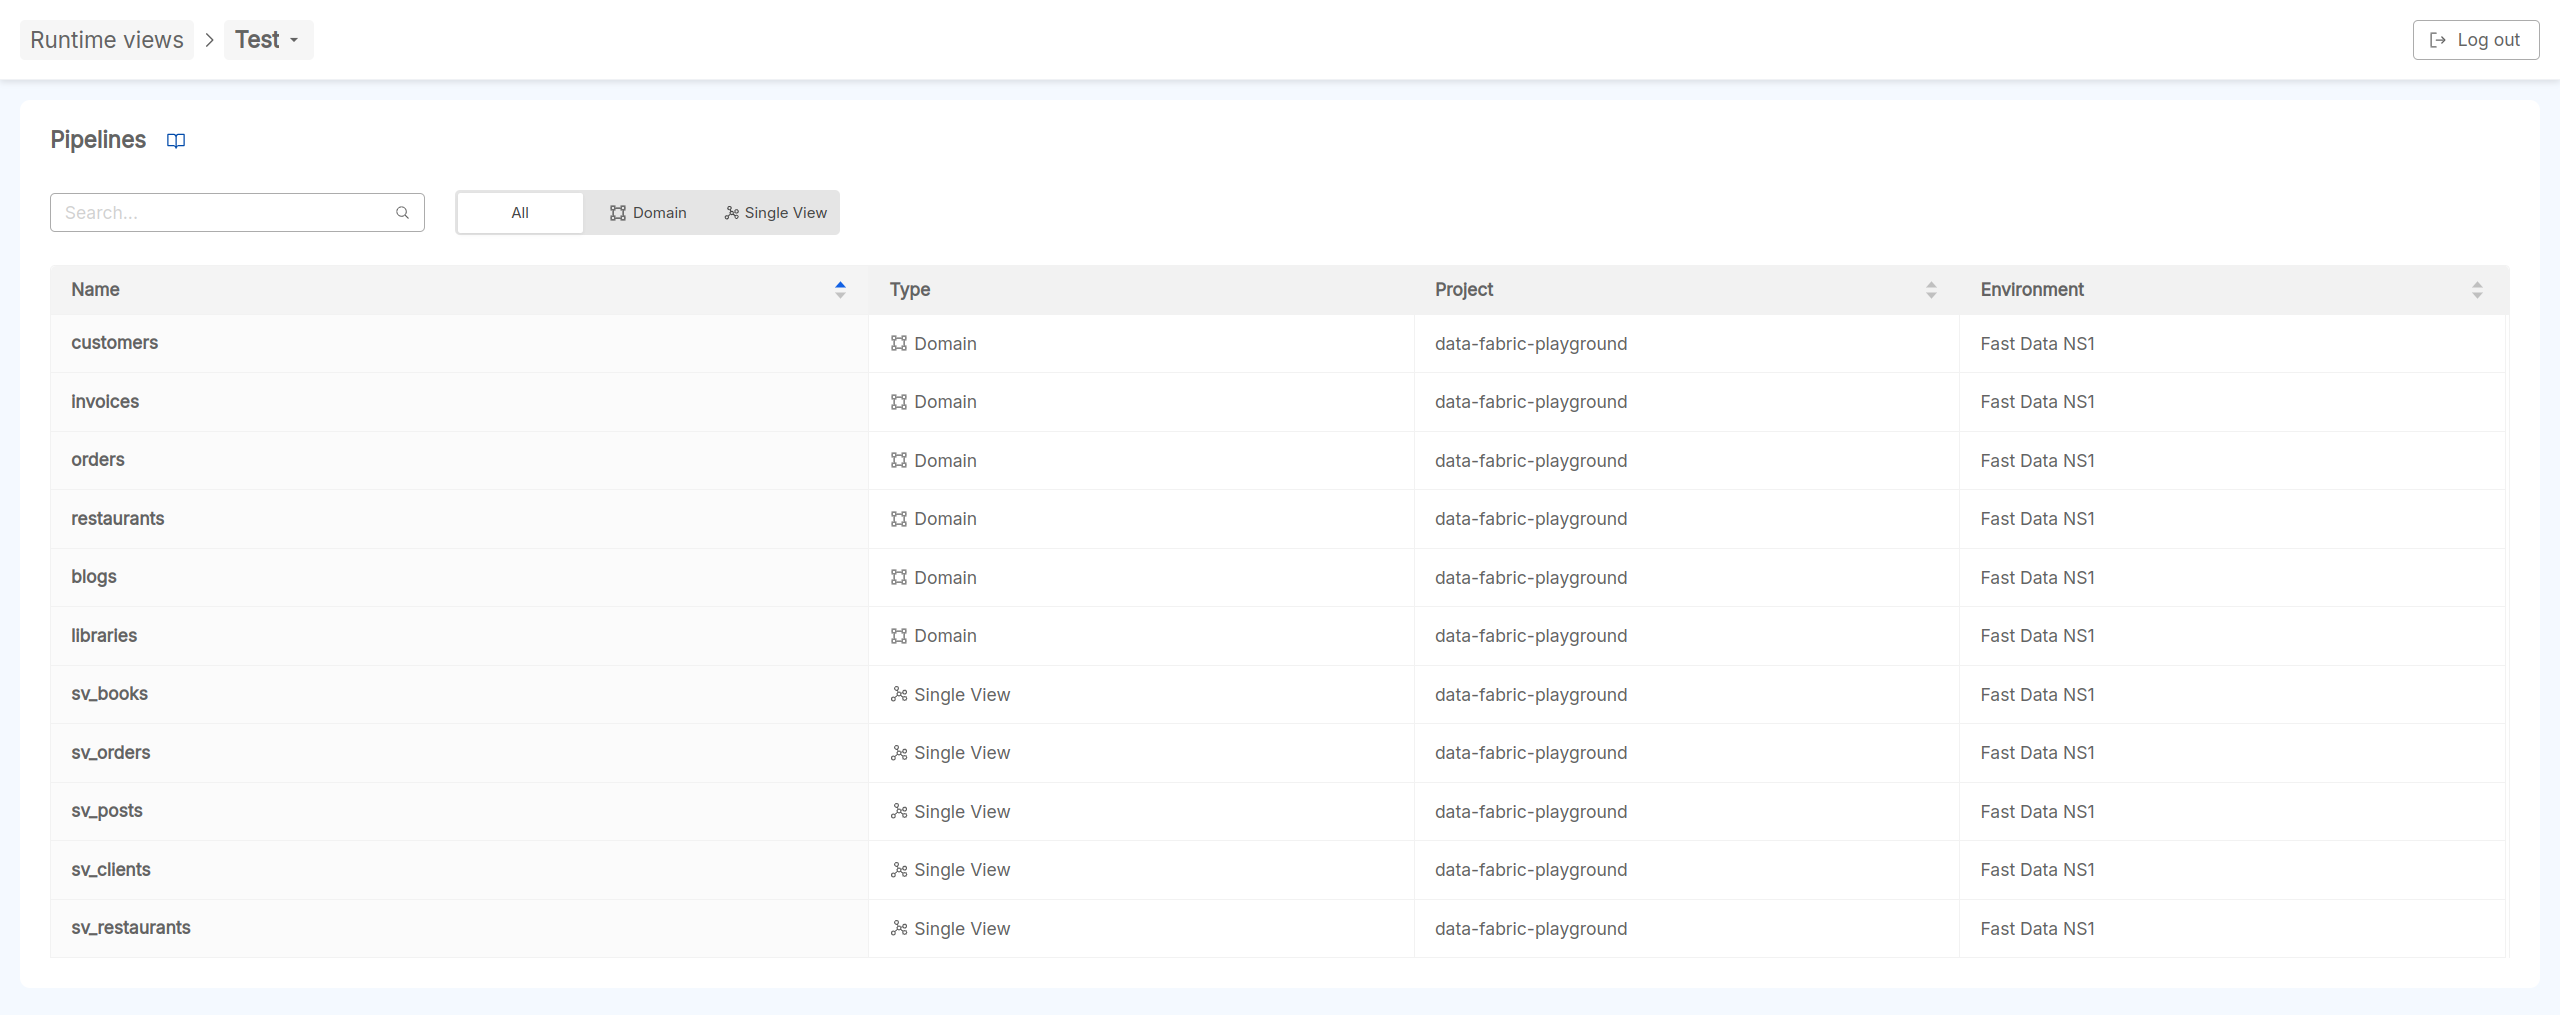 Runtime views > Test Log out
Pipelines
Search... All Domain Single View
Name Type Project Environment
customers Domain data-fabric-playground Fast Data NS1
invoices Domain data-fabric-playground Fast Data NS1
orders Domain data-fabric-playground Fast Data NS1
restaurants Domain data-fabric-playground Fast Data NS1
blogs Domain data-fabric-playground Fast Data NS1
libraries Domain data-fabric-playground Fast Data NS1
sv_books Single View data-fabric-playground Fast Data NS1
sv_orders Single View data-fabric-playground Fast Data NS1
sv_posts Single View data-fabric-playground Fast Data NS1
sv_clients Single View data-fabric-playground Fast Data NS1
sv_restaurants Single View data-fabric-playground Fast Data NS1